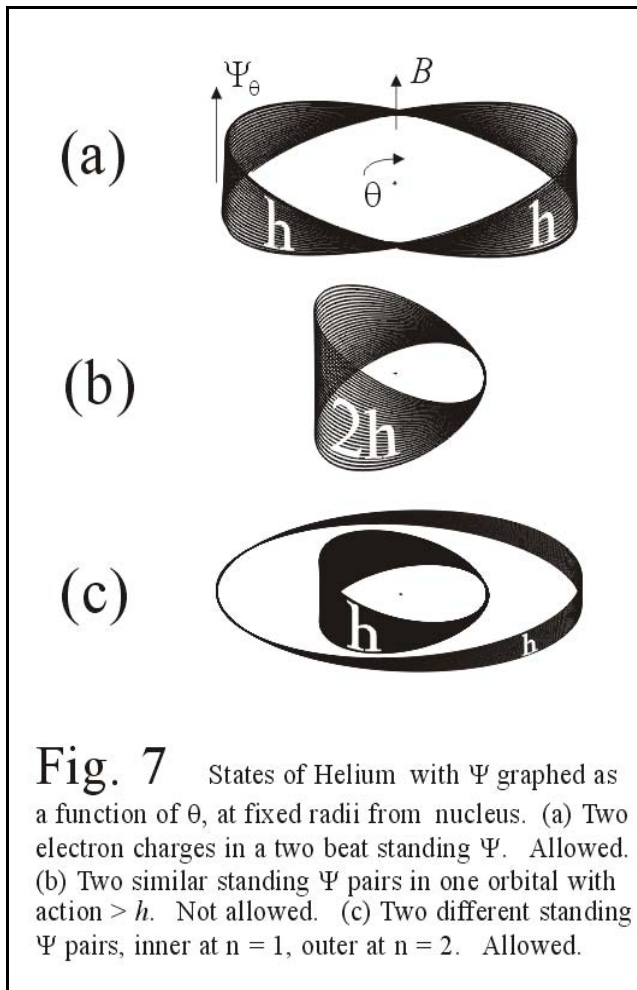 Ψθ
B
(a)
θ
h h
(b)
2h
(c)
h
h
Fig. 7 States of Helium with Ψ graphed as
a function of θ, at fixed radii from nucleus. (a) Two
electron charges in a two beat standing Ψ. Allowed.
(b) Two similar standing Ψ pairs in one orbital with
action > h. Not allowed. (c) Two different standing
Ψ pairs, inner at n = 1, outer at n = 2. Allowed.